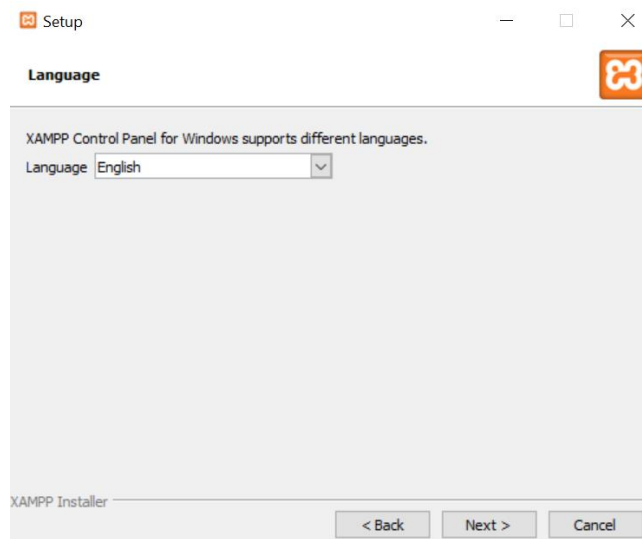 Setup
Language
XAMPP Control Panel for Windows supports different languages.
Language English
XAMPP Installer
< Back Next > Cancel